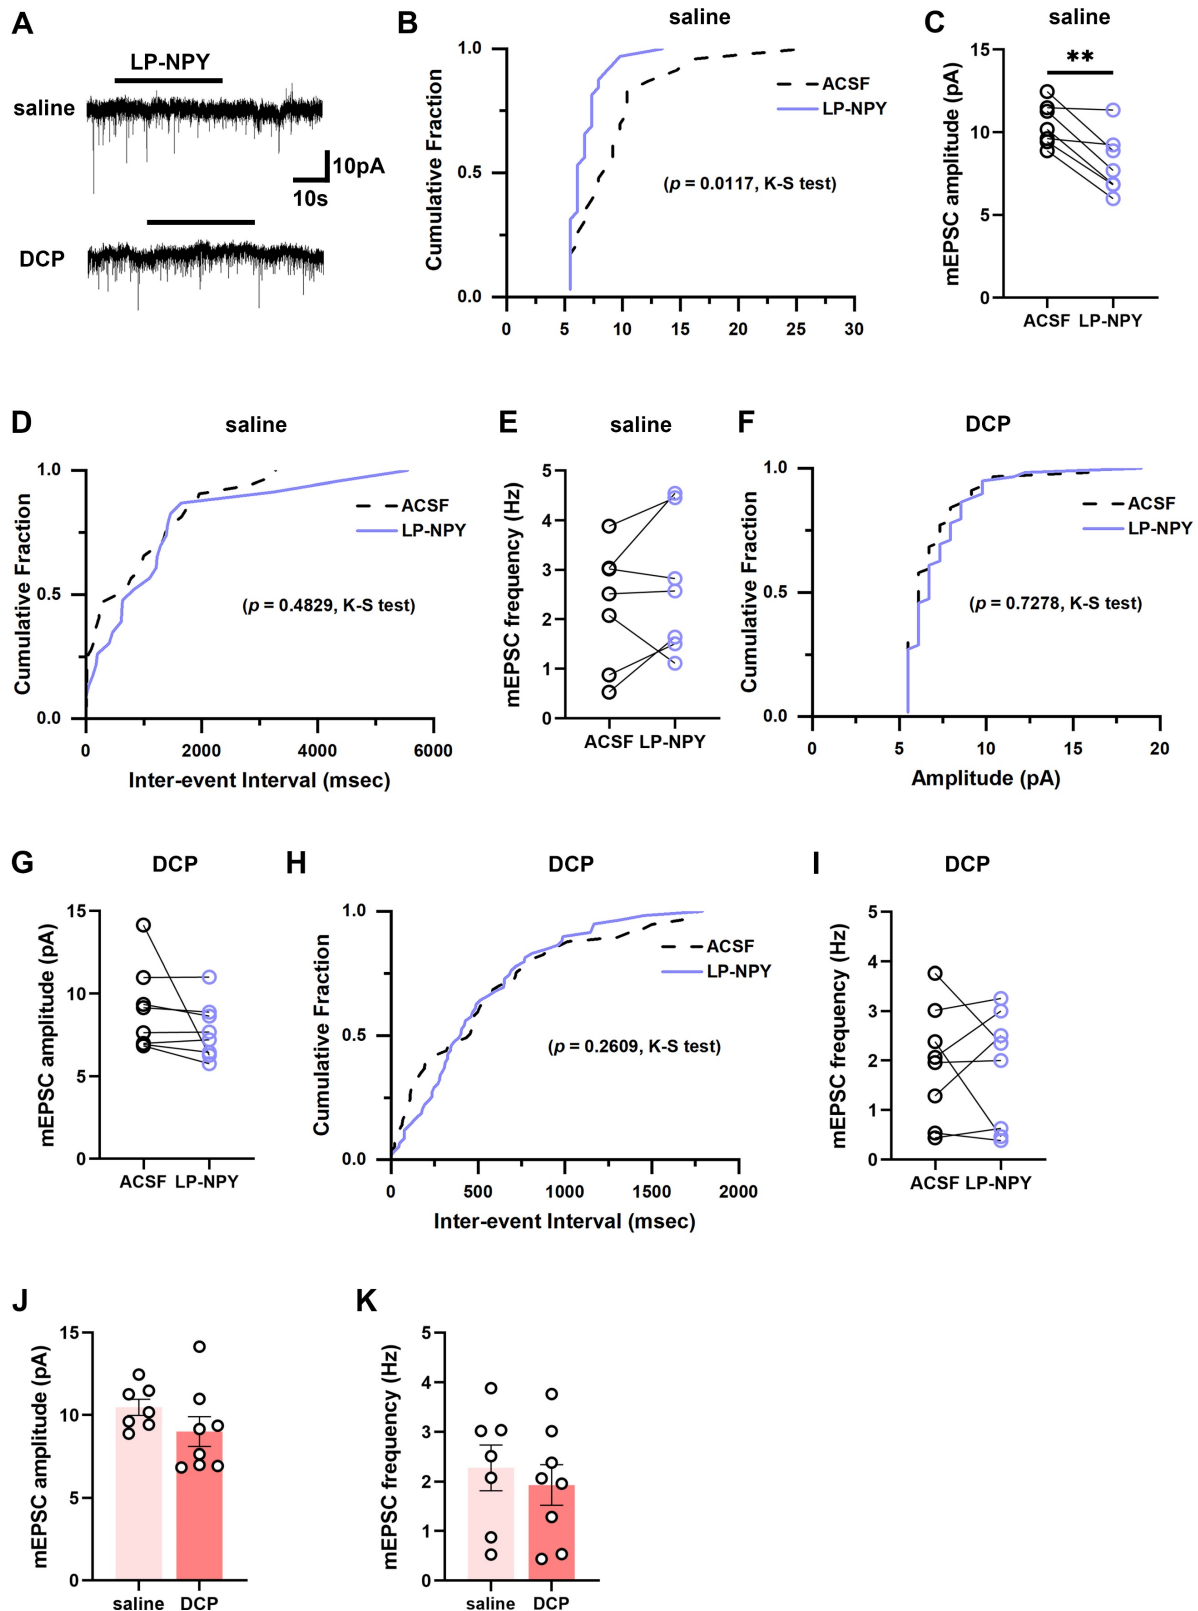 A
LP-NPY
saline
10pA
10s
DCP
B
saline
Cumulative Fraction
1.0
0.5
0.0
0 5 10 15 20 25 30
ACSF
LP-NPY
(p = 0.0117, K-S test)
C
saline
mEPSC amplitude (pA)
15
10
5
0
**
ACSF LP-NPY
D
saline
Cumulative Fraction
1.0
0.5
0.0
0 2000 4000 6000
Inter-event Interval (msec)
ACSF
LP-NPY
(p = 0.4829, K-S test)
E
saline
mEPSC frequency (Hz)
5
4
3
2
1
0
ACSF LP-NPY
F
DCP
Cumulative Fraction
1.0
0.5
0.0
0 5 10 15 20
Amplitude (pA)
ACSF
LP-NPY
(p = 0.7278, K-S test)
G
DCP
mEPSC amplitude (pA)
15
10
5
0
ACSF LP-NPY
H
DCP
Cumulative Fraction
1.0
0.5
0.0
0 500 1000 1500 2000
Inter-event Interval (msec)
ACSF
LP-NPY
(p = 0.2609, K-S test)
I
DCP
mEPSC frequency (Hz)
5
4
3
2
1
0
ACSF LP-NPY
J
mEPSC amplitude (pA)
15
10
5
0
saline DCP
K
mEPSC frequency (Hz)
5
4
3
2
1
0
saline DCP